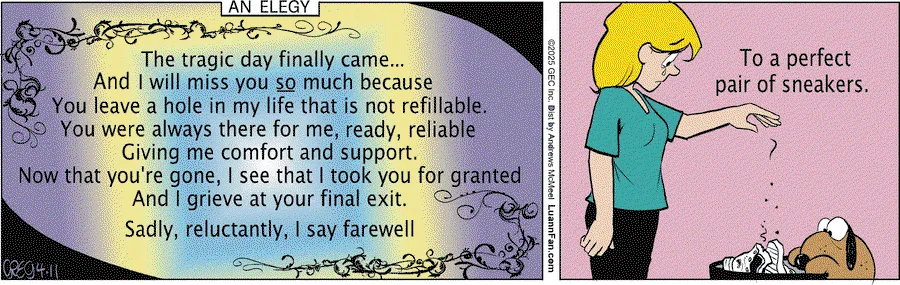 AN ELEGY
The tragic day finally came...
And I will miss you so much because
You leave a hole in my life that is not refillable.
You were always there for me, ready, reliable
Giving me comfort and support.
Now that you're gone, I see that I took you for granted
And I grieve at your final exit.
Sadly, reluctantly, I say farewell
GREG 4.11
©2025 GEC Inc. Dist by Andrews McMeel LuannFan.com
To a perfect
pair of sneakers.